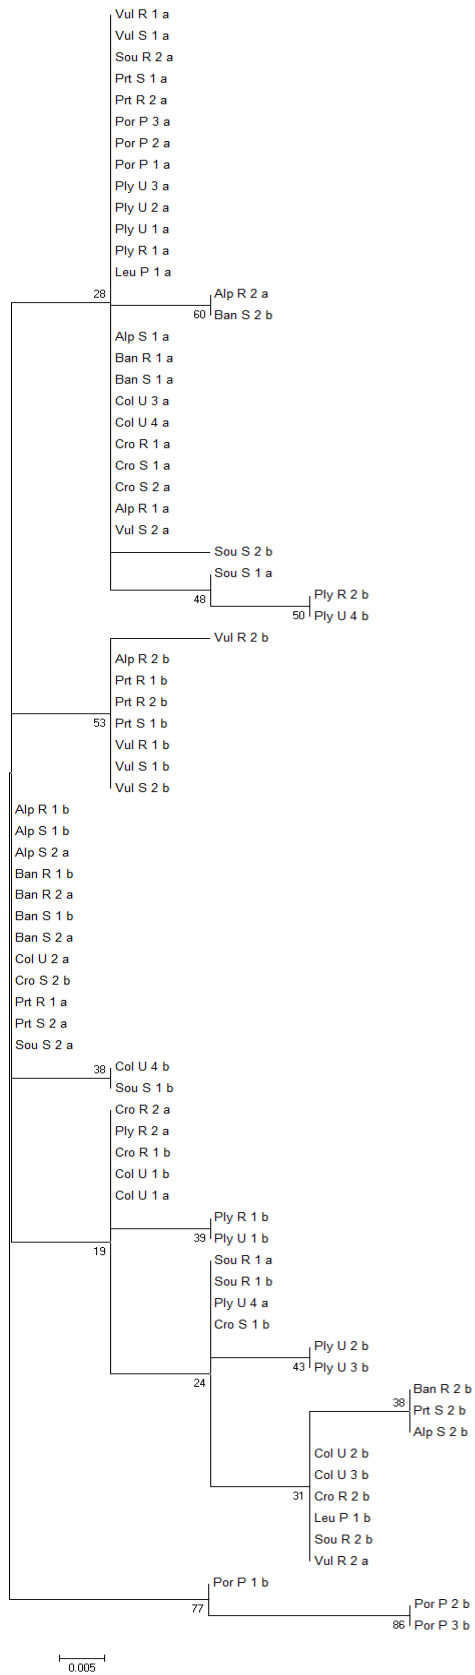 Vul R 1 a
Vul S 1 a
Sou R 2 a
Prt S 1 a
Prt R 2 a
Por P 3 a
Por P 2 a
Por P 1 a
Ply U 3 a
Ply U 2 a
Ply U 1 a
Ply R 1 a
Leu P 1 a
28
Alp R 2 a
60
Ban S 2 b
Alp S 1 a
Ban R 1 a
Ban S 1 a
Col U 3 a
Col U 4 a
Cro R 1 a
Cro S 1 a
Cro S 2 a
Alp R 1 a
Vul S 2 a
Sou S 2 b
Sou S 1 a
48
Ply R 2 b
50
Ply U 4 b
Vul R 2 b
Alp R 2 b
Prt R 1 b
Prt R 2 b
53
Prt S 1 b
Vul R 1 b
Vul S 1 b
Vul S 2 b
Alp R 1 b
Alp S 1 b
Alp S 2 a
Ban R 1 b
Ban R 2 a
Ban S 1 b
Ban S 2 a
Col U 2 a
Cro S 2 b
Prt R 1 a
Prt S 2 a
Sou S 2 a
38
Col U 4 b
Sou S 1 b
Cro R 2 a
Ply R 2 a
Cro R 1 b
Col U 1 b
Col U 1 a
Ply R 1 b
39
Ply U 1 b
19
Sou R 1 a
Sou R 1 b
Ply U 4 a
Cro S 1 b
Ply U 2 b
43
Ply U 3 b
24
Ban R 2 b
38
Prt S 2 b
Alp S 2 b
Col U 2 b
Col U 3 b
31
Cro R 2 b
Leu P 1 b
Sou R 2 b
Vul R 2 a
Por P 1 b
77
Por P 2 b
86
Por P 3 b
0.005